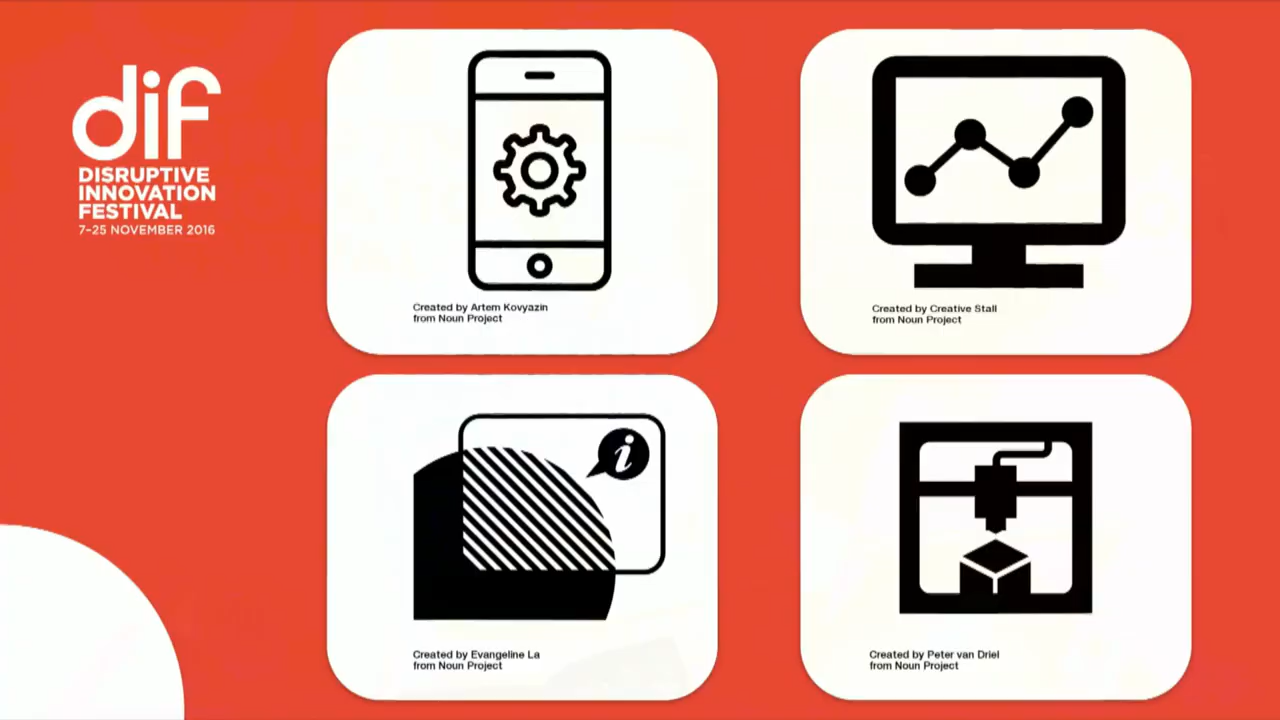 dif
DISRUPTIVE
INNOVATION
FESTIVAL
7–25 NOVEMBER 2016
Created by Artem Kovyazin
from Noun Project
Created by Creative Stall
from Noun Project
i
Created by Evangeline La
from Noun Project
Created by Peter van Driel
from Noun Project